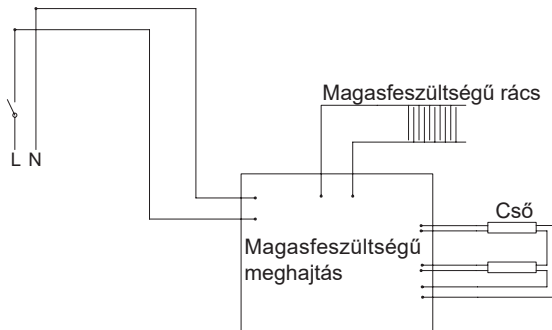 Magasfeszültségű rács
L N
Cső
Magasfeszültségű
meghajtás